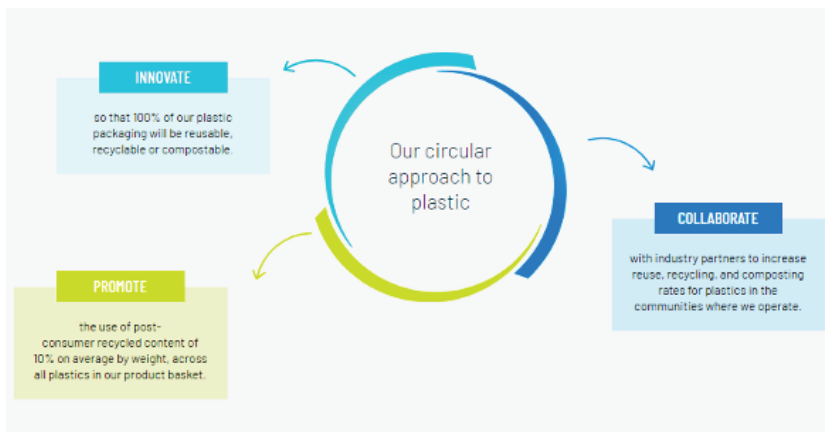 INNOVATE
so that 100% of our plastic
packaging will be reusable,
recyclable or compostable.
Our circular
approach to
plastic
COLLABORATE
with industry partners to increase
reuse, recycling, and composting
rates for plastics in the
communities where we operate.
PROMOTE
the use of post-
consumer recycled content of
10% on average by weight, across
all plastics in our product basket.